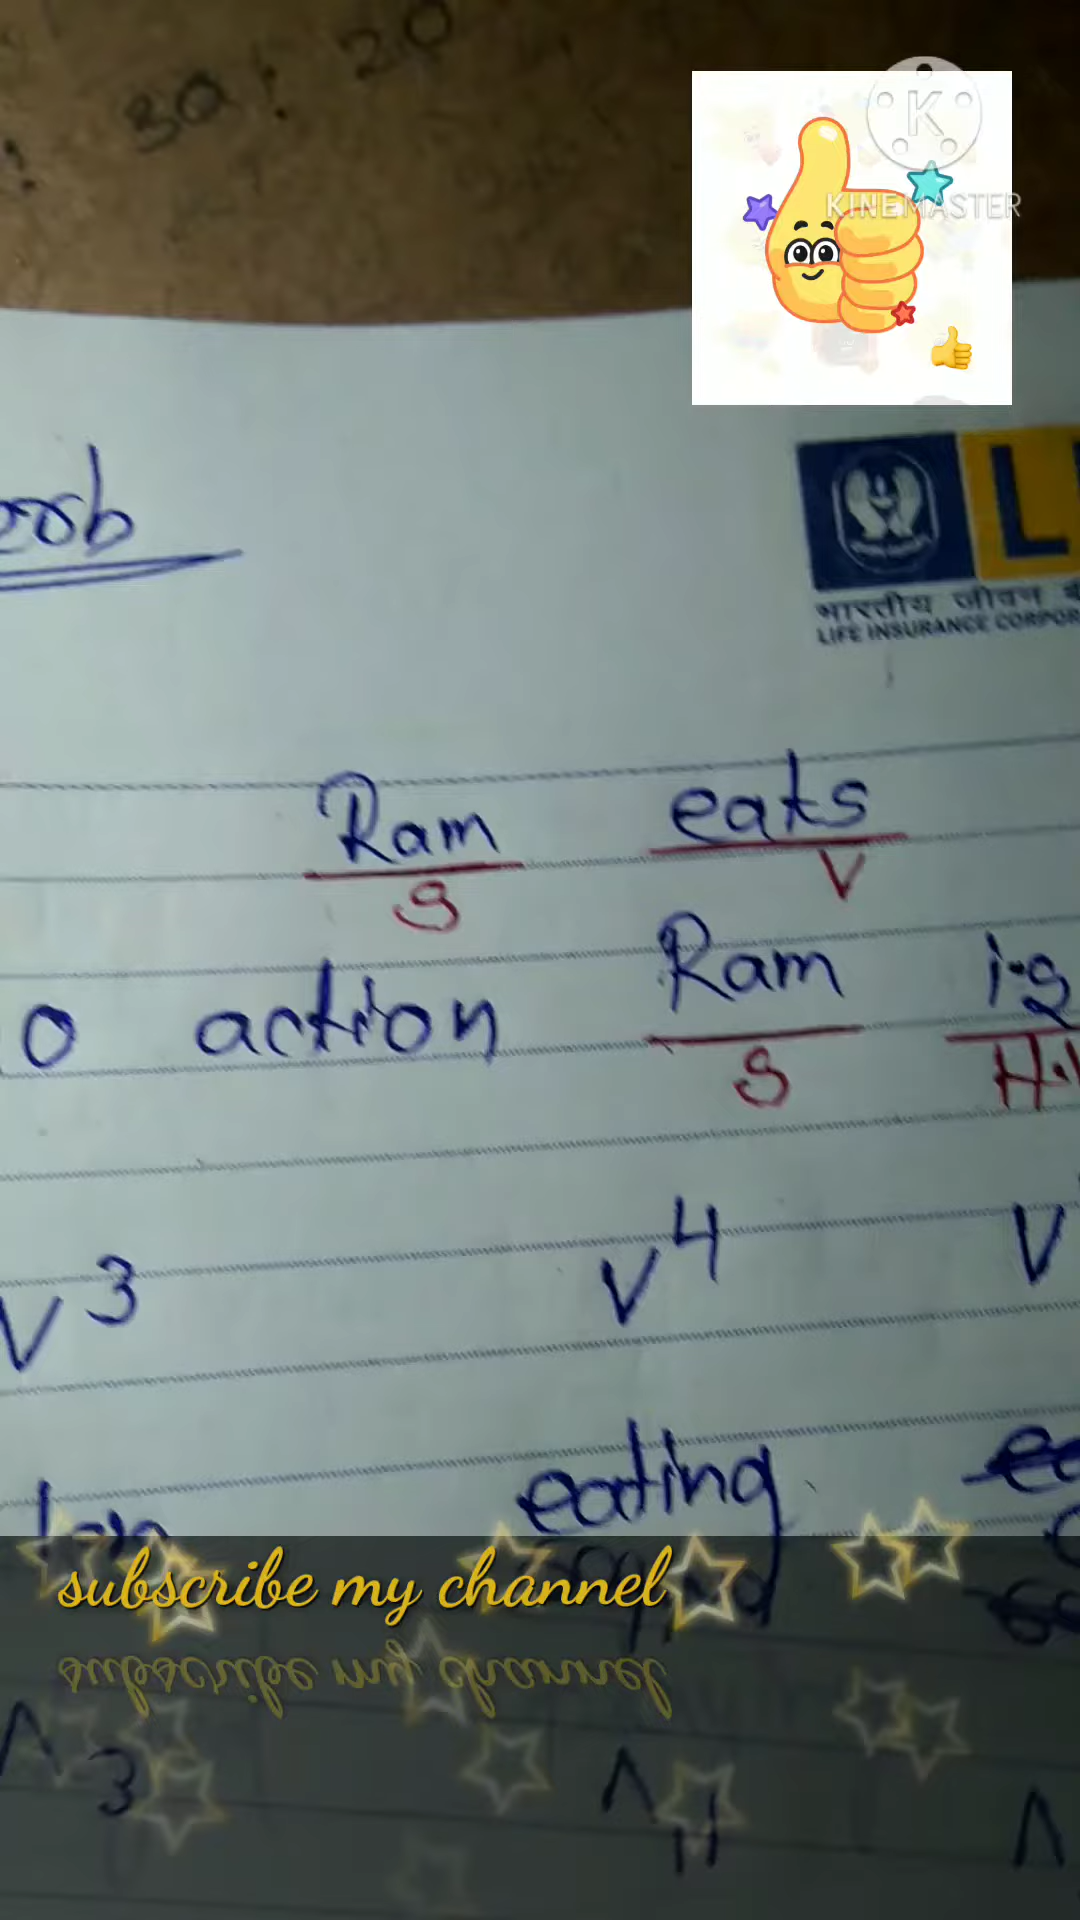 30! 20
K
KINEMASTER
erb
L
भारतीय जीवन
LIFE INSURANCE CORPOR
Ram eats
S V
o action Ram is
S H.
V3 V4 V
eating
subscribe my channel